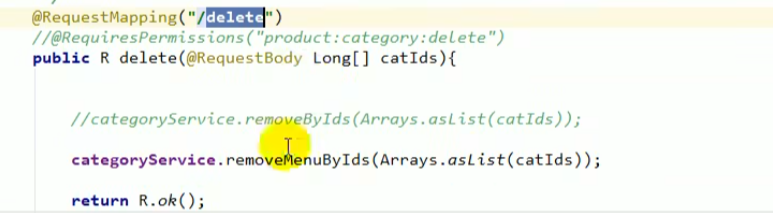 @RequestMapping("/delete")
//@RequiresPermissions("product:category:delete")
public R delete(@RequestBody Long[] catIds){
//categoryService.removeByIds(Arrays.asList(catIds));
categoryService.removeMenuByIds(Arrays.asList(catIds));
return R.ok();